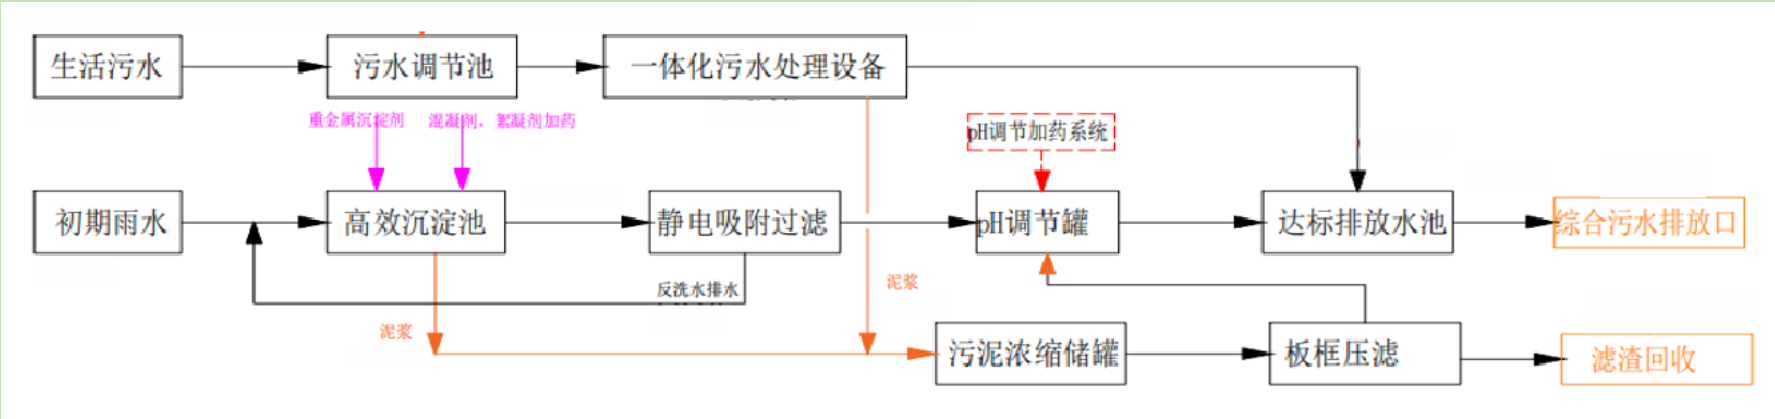 生活污水
污水调节池
一体化污水处理设备
重金属沉淀剂
混凝剂，絮凝剂加药
pH调节加药系统
初期雨水
高效沉淀池
静电吸附过滤
pH调节罐
达标排放水池
综合污水排放口
反洗水排水
泥浆
泥浆
污泥浓缩储罐
板框压滤
滤渣回收